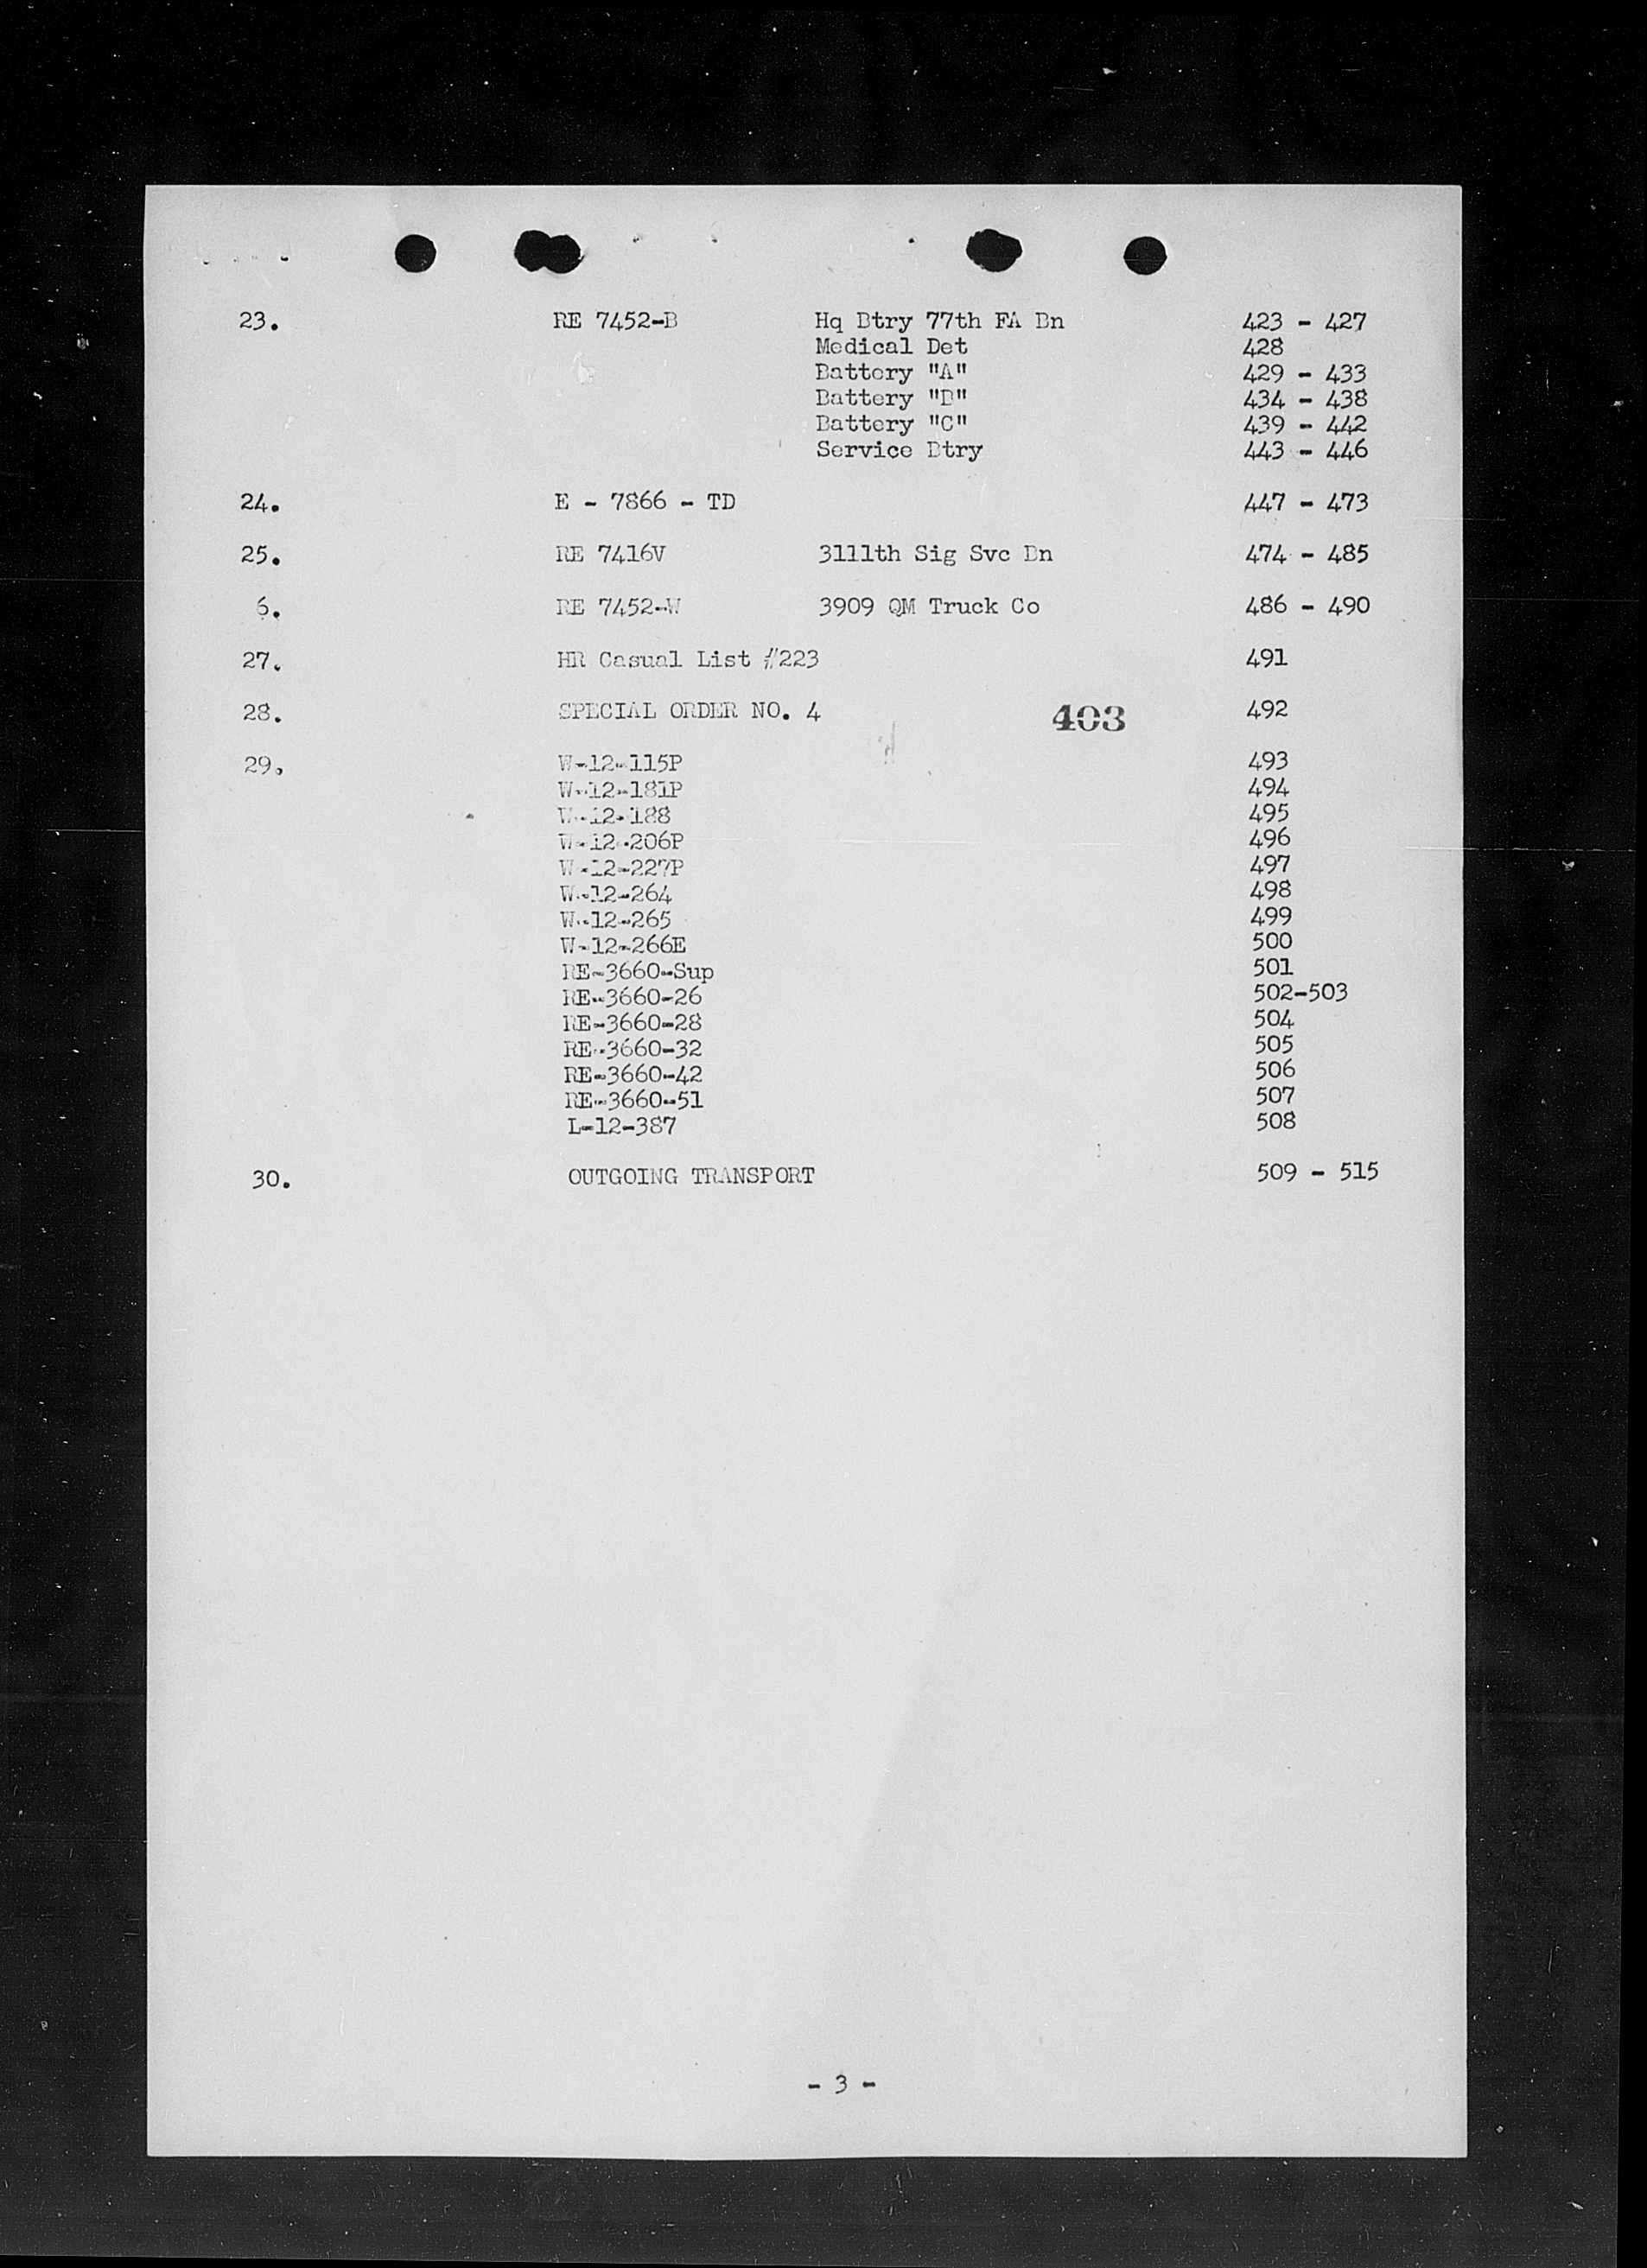 23. RE 7452-B Hq Btry 77th FA Bn 423 - 427
Medical Det 428
Battery "A" 429 - 433
Battery "B" 434 - 438
Battery "C" 439 - 442
Service Btry 443 - 446
24. E - 7866 - TD 447 - 473
25. RE 7416V 3111th Sig Svc Bn 474 - 485
6. RE 7452-W 3909 QM Truck Co 486 - 490
27. HR Casual List #223 491
28. SPECIAL ORDER NO. 4 403 492
29. W-12-115P 493
W-12-181P 494
W-12-188 495
W-12-206P 496
W-12-227P 497
W-12-264 498
W-12-265 499
W-12-266E 500
RE-3660-Sup 501
RE-3660-26 502-503
RE-3660-28 504
RE-3660-32 505
RE-3660-42 506
RE-3660-51 507
L-12-387 508
30. OUTGOING TRANSPORT 509 - 515
- 3 -